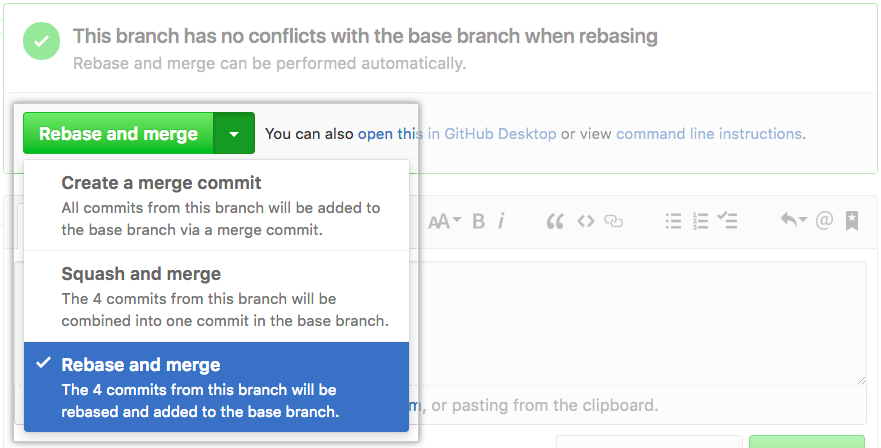 This branch has no conflicts with the base branch when rebasing
Rebase and merge can be performed automatically.
Rebase and merge You can also open this in GitHub Desktop or view command line instructions.
Create a merge commit
All commits from this branch will be added to
the base branch via a merge commit.
AA B i
Squash and merge
The 4 commits from this branch will be
combined into one commit in the base branch.
Rebase and merge
The 4 commits from this branch will be
rebased and added to the base branch.
, or pasting from the clipboard.